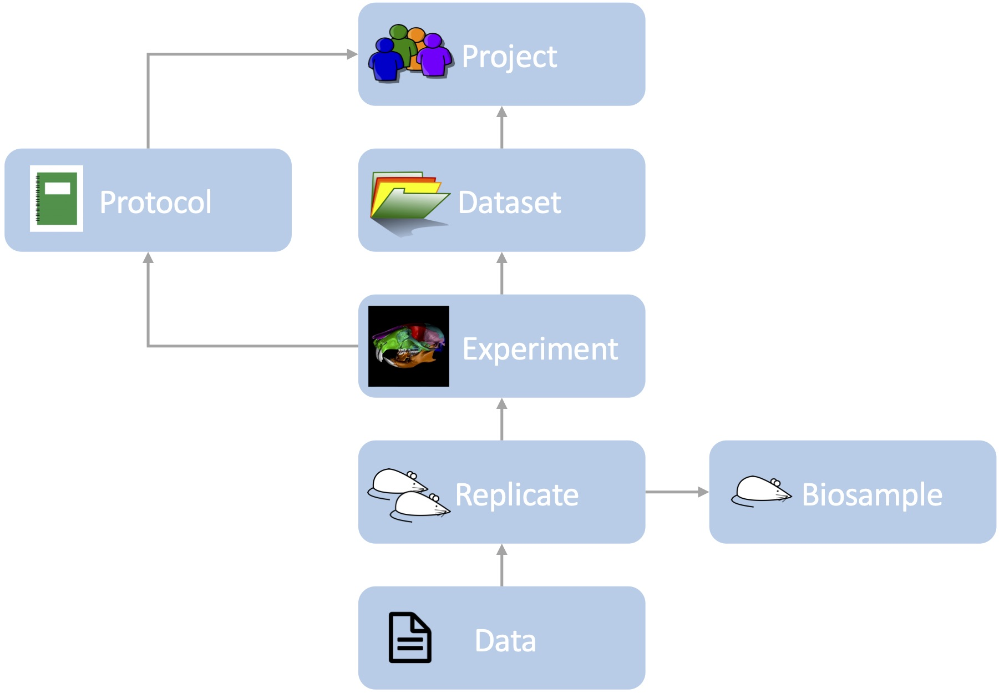 Project
Protocol
Dataset
Experiment
Replicate
Biosample
Data